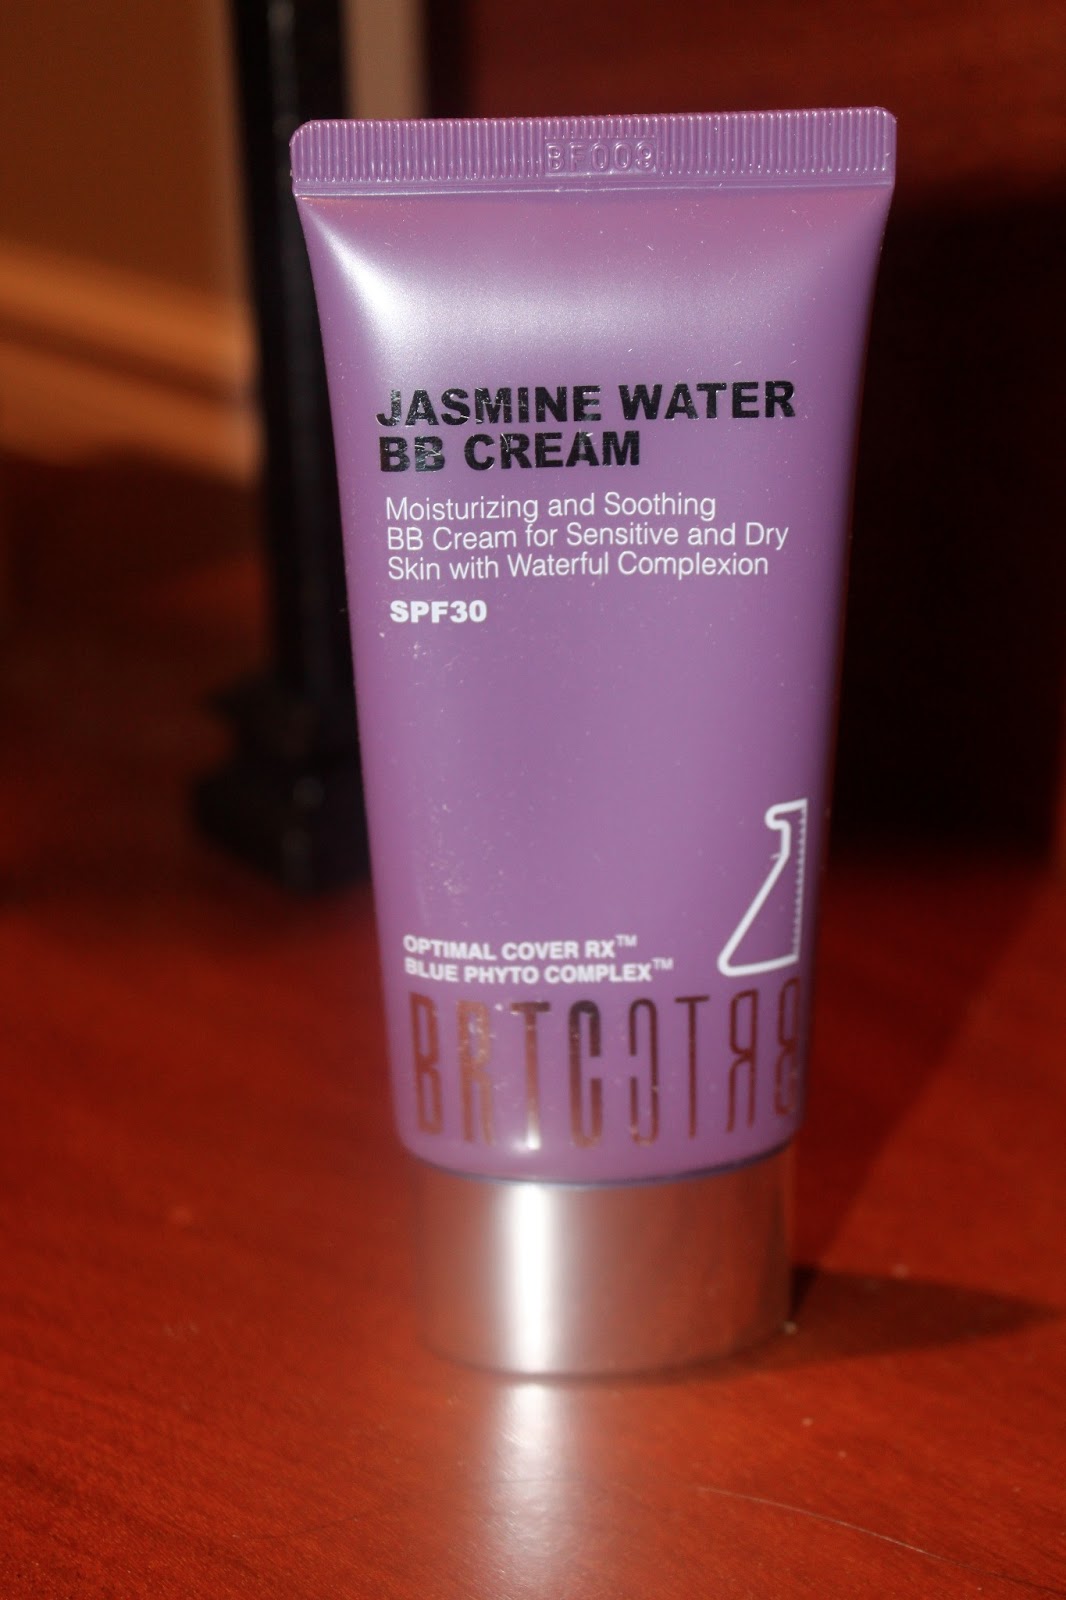 BF003
JASMINE WATER
BB CREAM
Moisturizing and Soothing
BB Cream for Sensitive and Dry
Skin with Waterful Complexion
SPF30
OPTIMAL COVER RX™
BLUE PHYTO COMPLEX™
BRTC